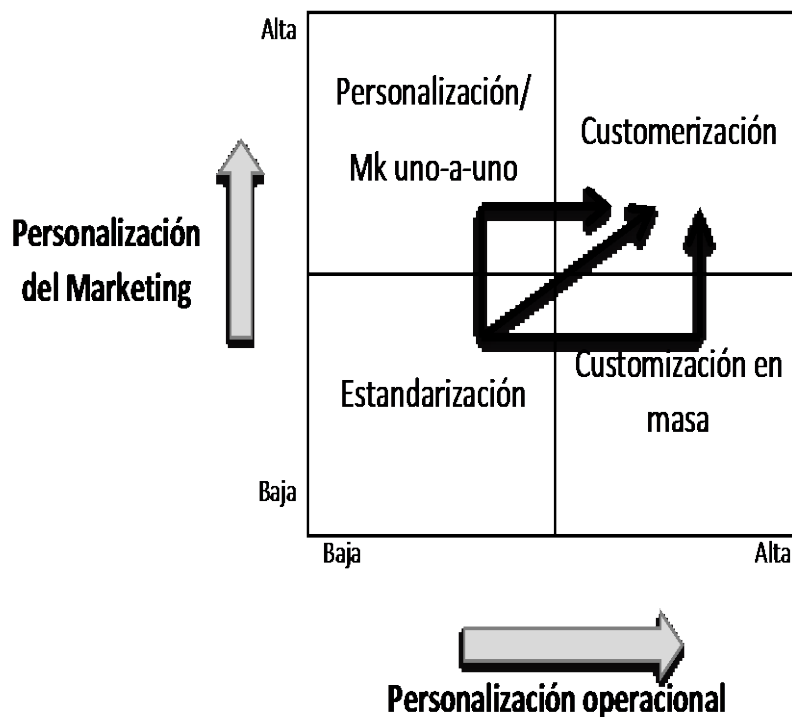 Alta
Personalización/
Mk uno-a-uno
Customerización
Personalización
del Marketing
Estandarización
Customización en
masa
Baja
Baja
Alta
Personalización operacional